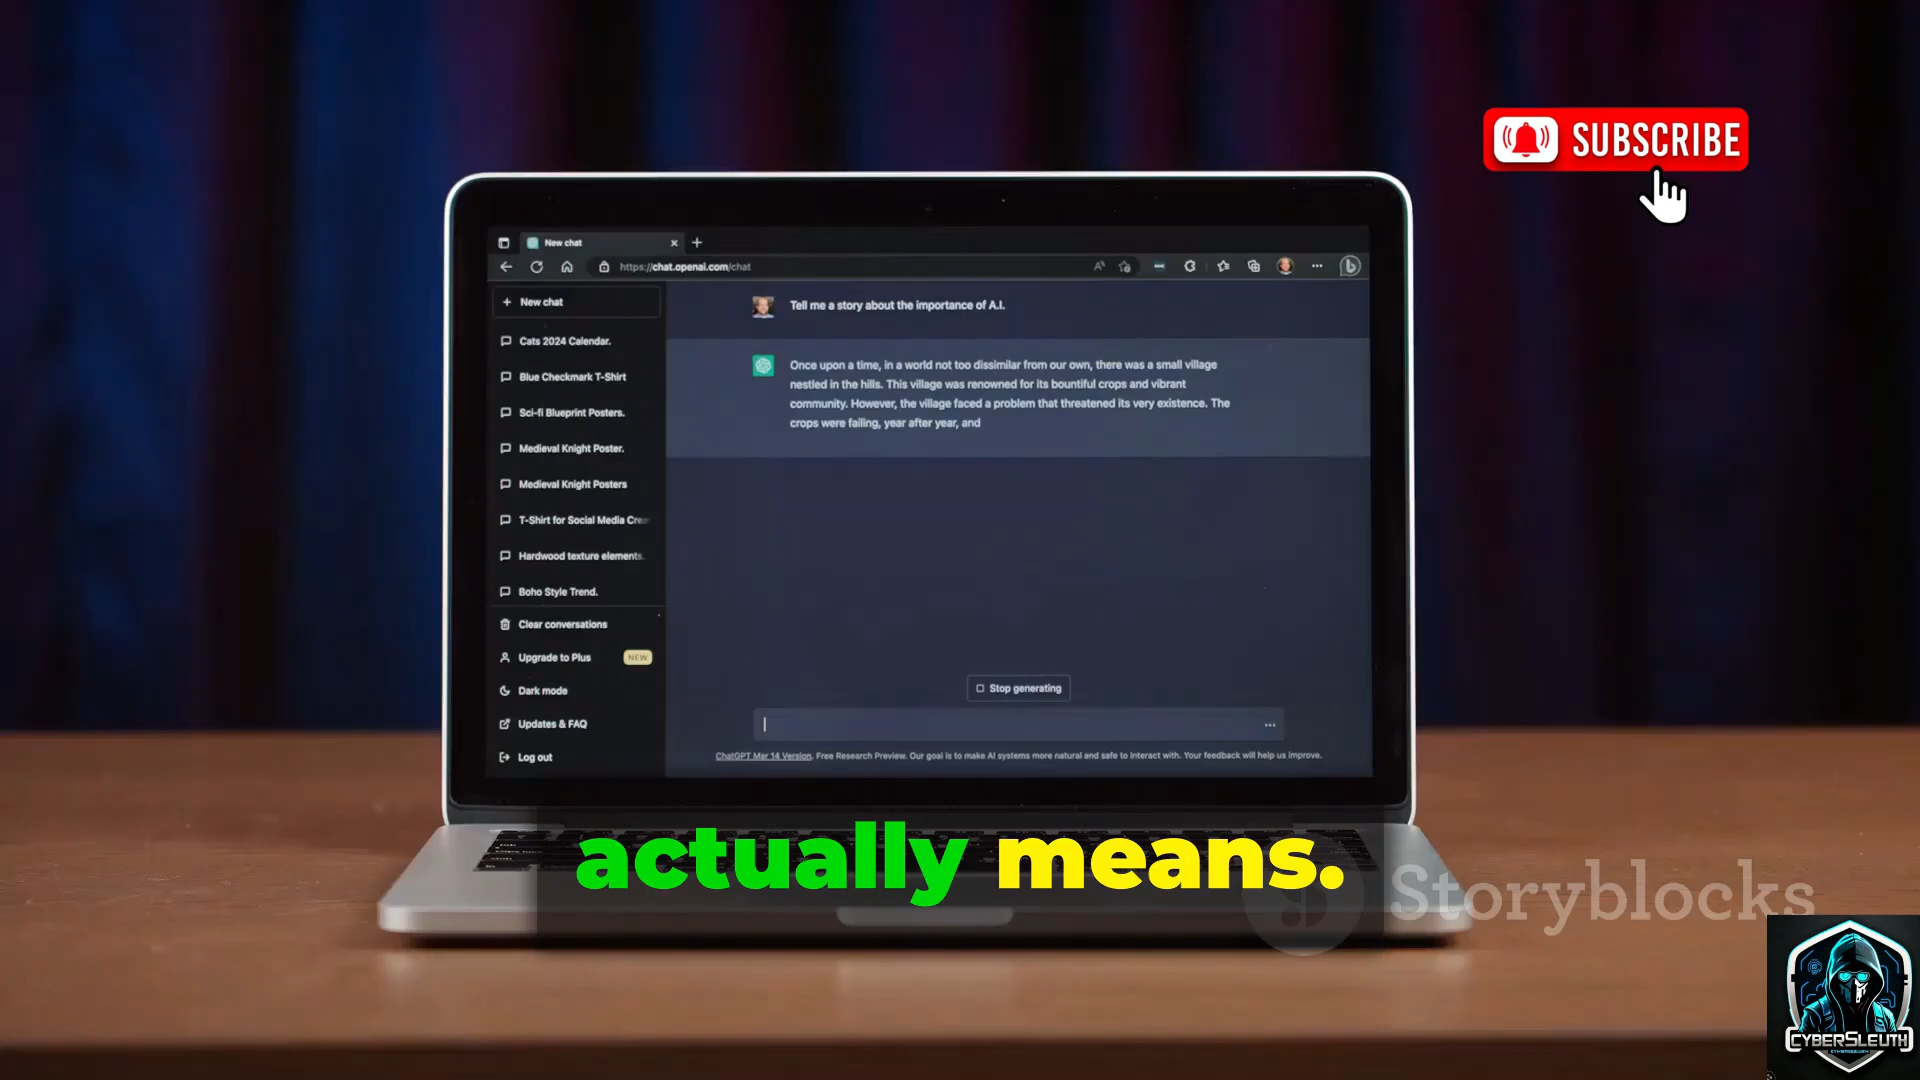 SUBSCRIBE
New chat
https://chat.openai.com/chat
New chat
Cats 2024 Calendar.
Blue Checkmark T-Shirt
Sci-fi Blueprint Posters.
Medieval Knight Poster.
Medieval Knight Posters
T-Shirt for Social Media Crea
Hardwood texture elements.
Boho Style Trend.
Clear conversations
Upgrade to Plus NEW
Dark mode
Updates & FAQ
Log out
Tell me a story about the importance of A.I.
Once upon a time, in a world not too dissimilar from our own, there was a small village
nestled in the hills. This village was renowned for its bountiful crops and vibrant
community. However, the village faced a problem that threatened its very existence. The
crops were failing, year after year, and
Stop generating
ChatGPT Mar 14 Version. Free Research Preview. Our goal is to make AI systems more natural and safe to interact with. Your feedback will help us improve.
actually means.
Storyblocks
CYBERSLEUTH